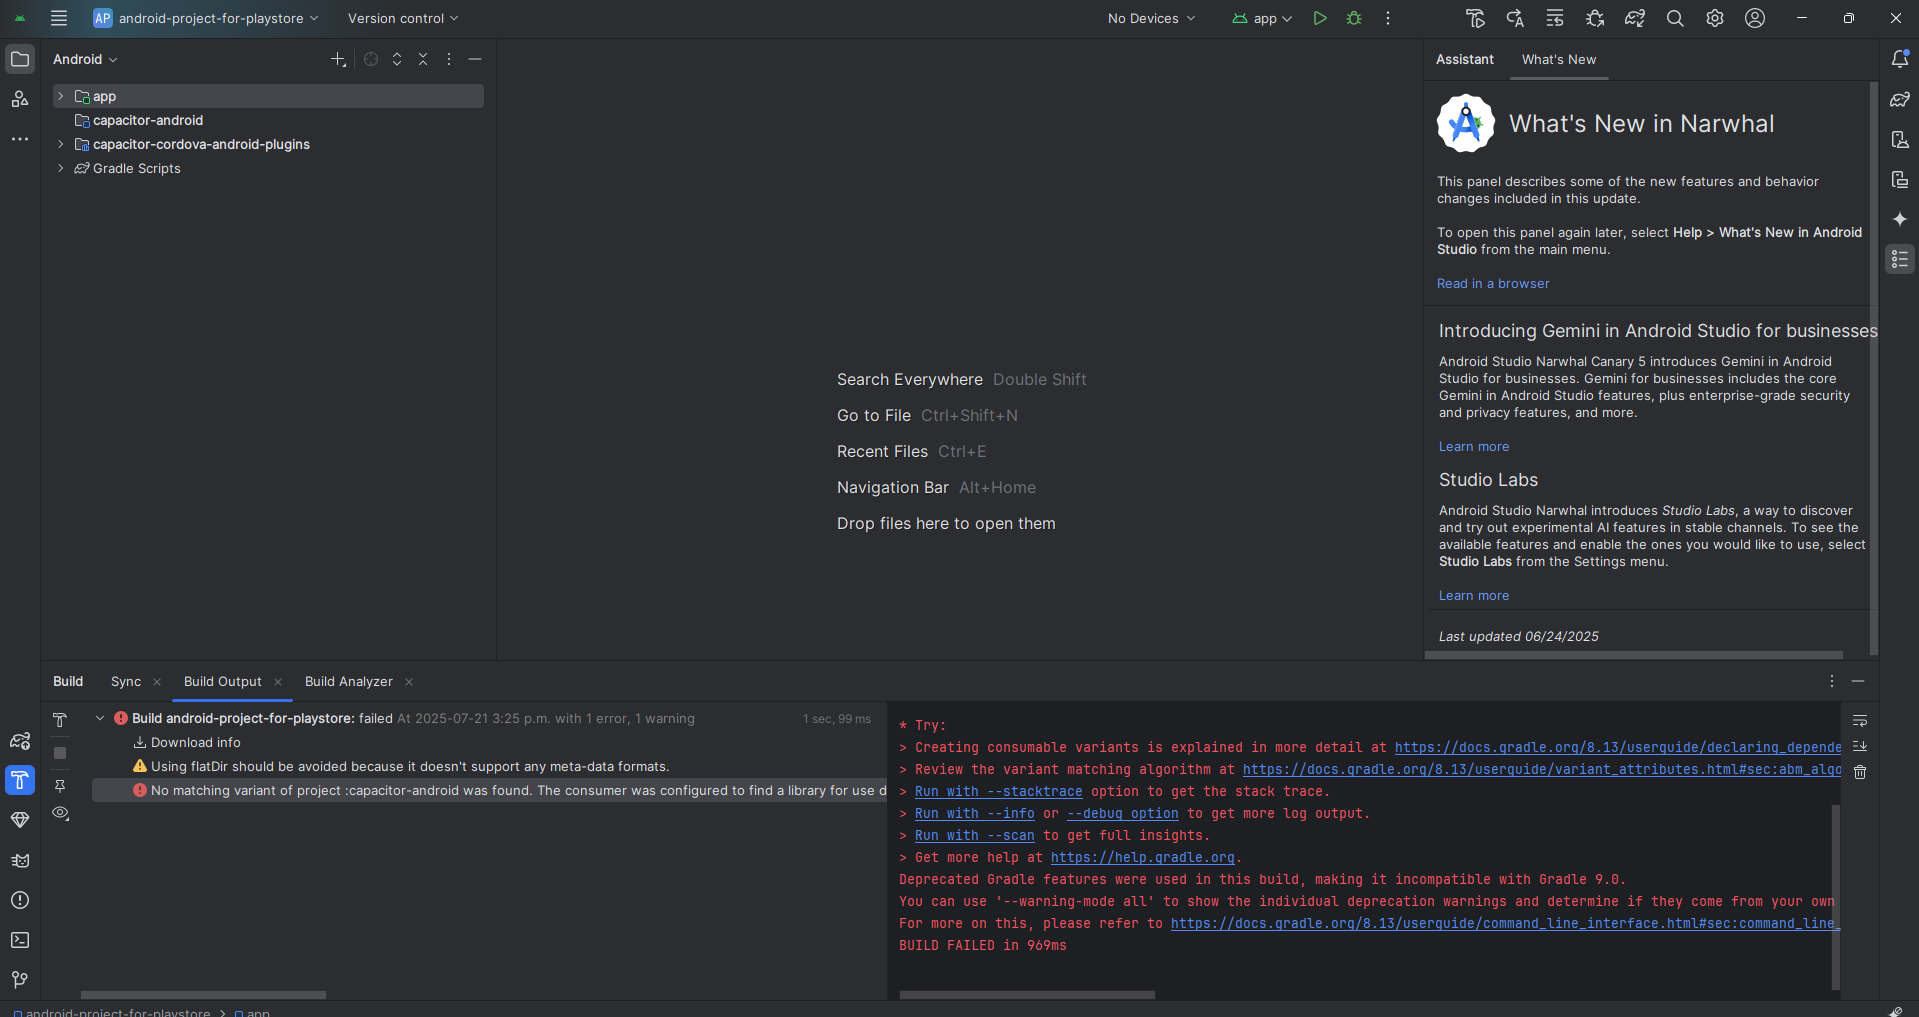 AP android-project-for-playstore Version control No Devices app
Android
app
capacitor-android
capacitor-cordova-android-plugins
Gradle Scripts
Search Everywhere Double Shift
Go to File Ctrl+Shift+N
Recent Files Ctrl+E
Navigation Bar Alt+Home
Drop files here to open them
Assistant What's New
What's New in Narwhal
This panel describes some of the new features and behavior
changes included in this update.
To open this panel again later, select Help > What's New in Android
Studio from the main menu.
Read in a browser
Introducing Gemini in Android Studio for businesses
Android Studio Narwhal Canary 5 introduces Gemini in Android
Studio for businesses. Gemini for businesses includes the core
Gemini in Android Studio features, plus enterprise-grade security
and privacy features, and more.
Learn more
Studio Labs
Android Studio Narwhal introduces Studio Labs, a way to discover
and try out experimental AI features in stable channels. To see the
available features and enable the ones you would like to use, select
Studio Labs from the Settings menu.
Learn more
Last updated 06/24/2025
Build Sync Build Output Build Analyzer
Build android-project-for-playstore: failed At 2025-07-21 3:25 p.m. with 1 error, 1 warning 1 sec, 99 ms
Download info
Using flatDir should be avoided because it doesn't support any meta-data formats.
No matching variant of project :capacitor-android was found. The consumer was configured to find a library for use d
* Try:
> Creating consumable variants is explained in more detail at https://docs.gradle.org/8.13/userguide/declaring_depende
> Review the variant matching algorithm at https://docs.gradle.org/8.13/userguide/variant_attributes.html#sec:abm_algo
> Run with --stacktrace option to get the stack trace.
> Run with --info or --debug option to get more log output.
> Run with --scan to get full insights.
> Get more help at https://help.gradle.org.
Deprecated Gradle features were used in this build, making it incompatible with Gradle 9.0.
You can use '--warning-mode all' to show the individual deprecation warnings and determine if they come from your own
For more on this, please refer to https://docs.gradle.org/8.13/userguide/command_line_interface.html#sec:command_line_
BUILD FAILED in 969ms
android-project-for-playstore > app